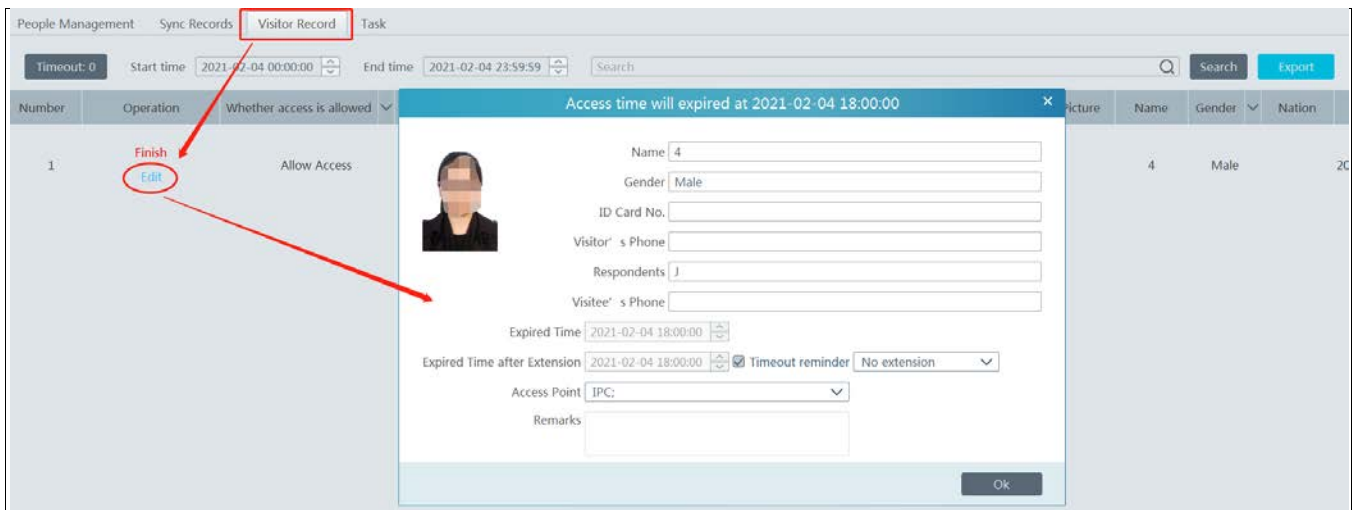 People Management Sync Records Visitor Record Task
Timeout: 0 Start time 2021-02-04 00:00:00 End time 2021-02-04 23:59:59 Search Search Export
Number Operation Whether access is allowed Picture Name Gender Nation
Access time will expired at 2021-02-04 18:00:00
1 Finish Allow Access 4 Male 20
Edit
Name 4
Gender Male
ID Card No.
Visitor' s Phone
Respondents J
Visitee' s Phone
Expired Time 2021-02-04 18:00:00
Expired Time after Extension 2021-02-04 18:00:00 Timeout reminder No extension
Access Point IPC;
Remarks
Ok